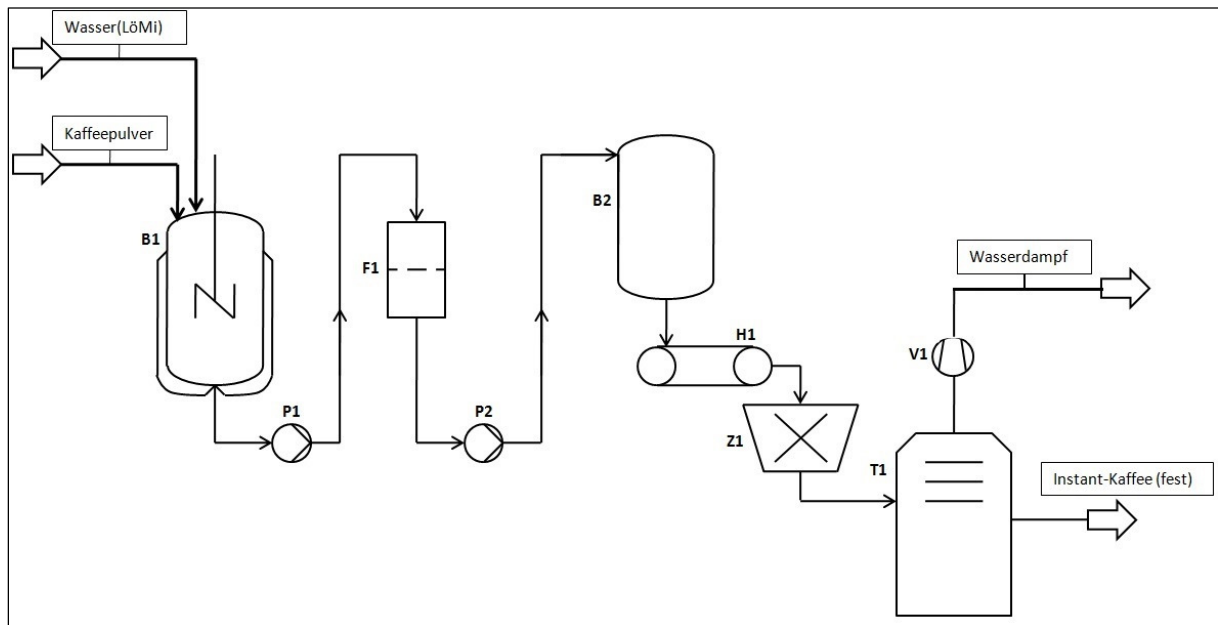 Wasser(LöMi)
Kaffeepulver
B1
P1
F1
P2
B2
H1
Z1
T1
V1
Wasserdampf
Instant-Kaffee (fest)